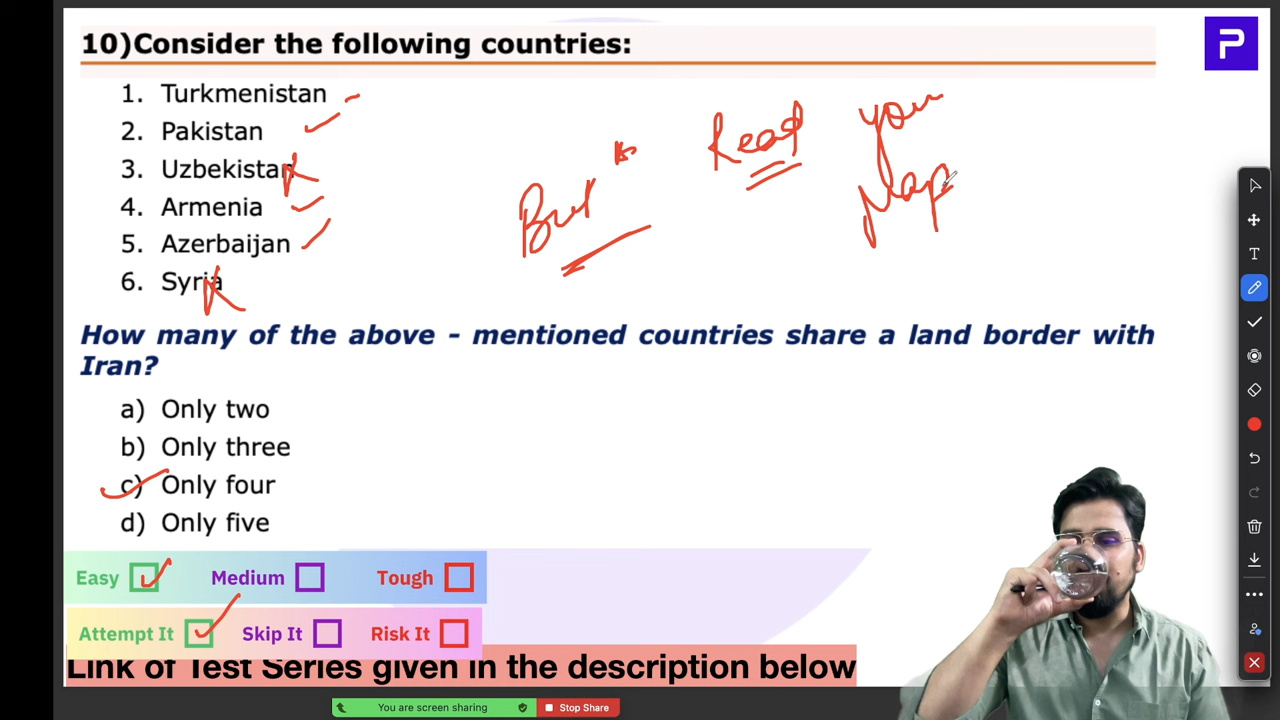 10)Consider the following countries:
1. Turkmenistan
2. Pakistan
3. Uzbekistan
4. Armenia
5. Azerbaijan
6. Syria
But * Read your Map
How many of the above - mentioned countries share a land border with
Iran?
a) Only two
b) Only three
c) Only four
d) Only five
Easy Medium Tough
Attempt It Skip It Risk It
Link of Test Series given in the description below
You are screen sharing Stop Share
P
T